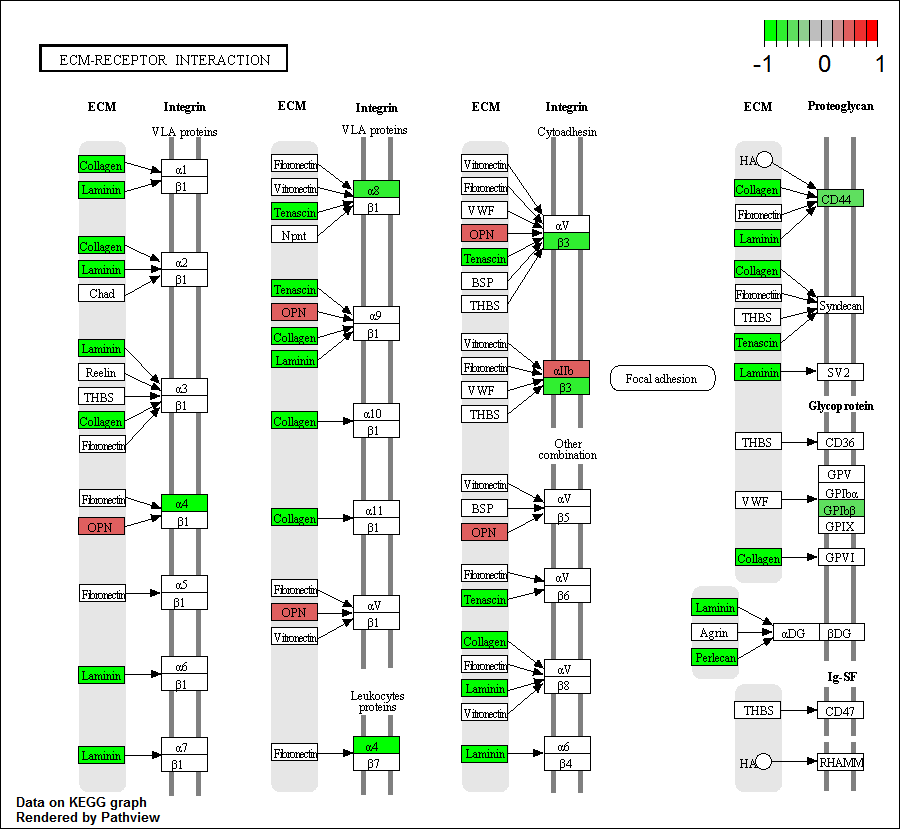 ECM-RECEPTOR INTERACTION
-1 0 1
ECM Integrin
VLA proteins
Collagen
Laminin
α1
β1
Collagen
Laminin
Chad
α2
β1
Laminin
Reelin
THBS
Collagen
Fibronectin
α3
β1
Fibronectin
OPN
α4
β1
Fibronectin
α5
β1
Laminin
α6
β1
Laminin
α7
β1
ECM Integrin
VLA proteins
Fibronectin
Vitronectin
Tenascin
Npnt
α8
β1
Tenascin
OPN
Collagen
Laminin
α9
β1
Collagen
α10
β1
Collagen
α11
β1
Fibronectin
OPN
Vitronectin
αV
β1
Leukocytes
proteins
Fibronectin
α4
β7
ECM Integrin
Cytoadhesin
Vitronectin
Fibronectin
VWF
OPN
Tenascin
BSP
THBS
αV
β3
Vitronectin
Fibronectin
VWF
THBS
αIIb
β3
Focal adhesion
Other
combination
Vitronectin
BSP
OPN
αV
β5
Fibronectin
Tenascin
αV
β6
Collagen
Fibronectin
Laminin
Vitronectin
αV
β8
Laminin
α6
β4
ECM Proteoglycan
HA
Collagen
Fibronectin
Laminin
CD44
Collagen
Fibronectin
THBS
Tenascin
Syndecan
Laminin
SV2
Glycoprotein
THBS
CD36
VWF
GPV
GPIbα
GPIbβ
GPIX
Collagen
GPVI
Laminin
Agrin
Perlecan
αDG
βDG
Ig-SF
THBS
CD47
HA
RHAMM
Data on KEGG graph
Rendered by Pathview